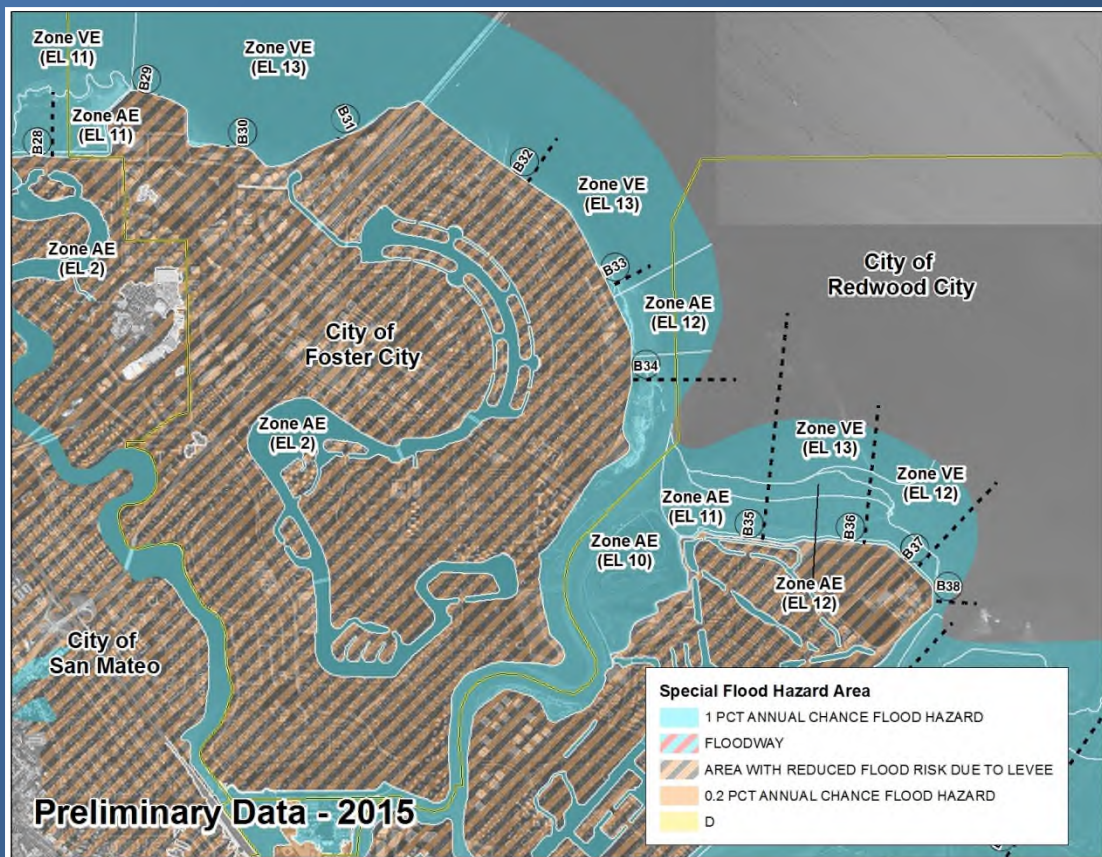 Zone VE
(EL 11)
Zone VE
(EL 13)
B29
Zone AE
(EL 11)
B28
B30
B31
B32
Zone VE
(EL 13)
Zone AE
(EL 2)
B33
City of
Redwood City
Zone AE
(EL 12)
City of
Foster City
B34
Zone AE
(EL 2)
Zone VE
(EL 13)
Zone VE
(EL 12)
Zone AE
(EL 11)
B35
B36
B37
Zone AE
(EL 10)
Zone AE
(EL 12)
B38
City of
San Mateo
Special Flood Hazard Area
1 PCT ANNUAL CHANCE FLOOD HAZARD
FLOODWAY
AREA WITH REDUCED FLOOD RISK DUE TO LEVEE
0.2 PCT ANNUAL CHANCE FLOOD HAZARD
D
Preliminary Data - 2015